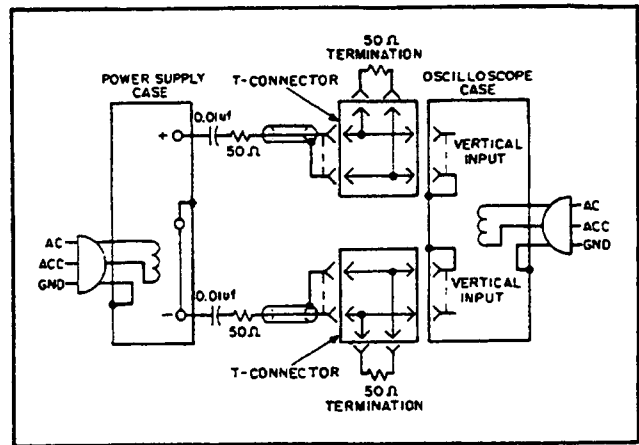 50 Ω
TERMINATION
T-CONNECTOR
POWER SUPPLY
CASE
OSCILLOSCOPE
CASE
0.01uf
+
50Ω
VERTICAL
INPUT
AC
ACC
GND
AC
ACC
GND
0.01uf
−
50Ω
VERTICAL
INPUT
T-CONNECTOR
50Ω
TERMINATION